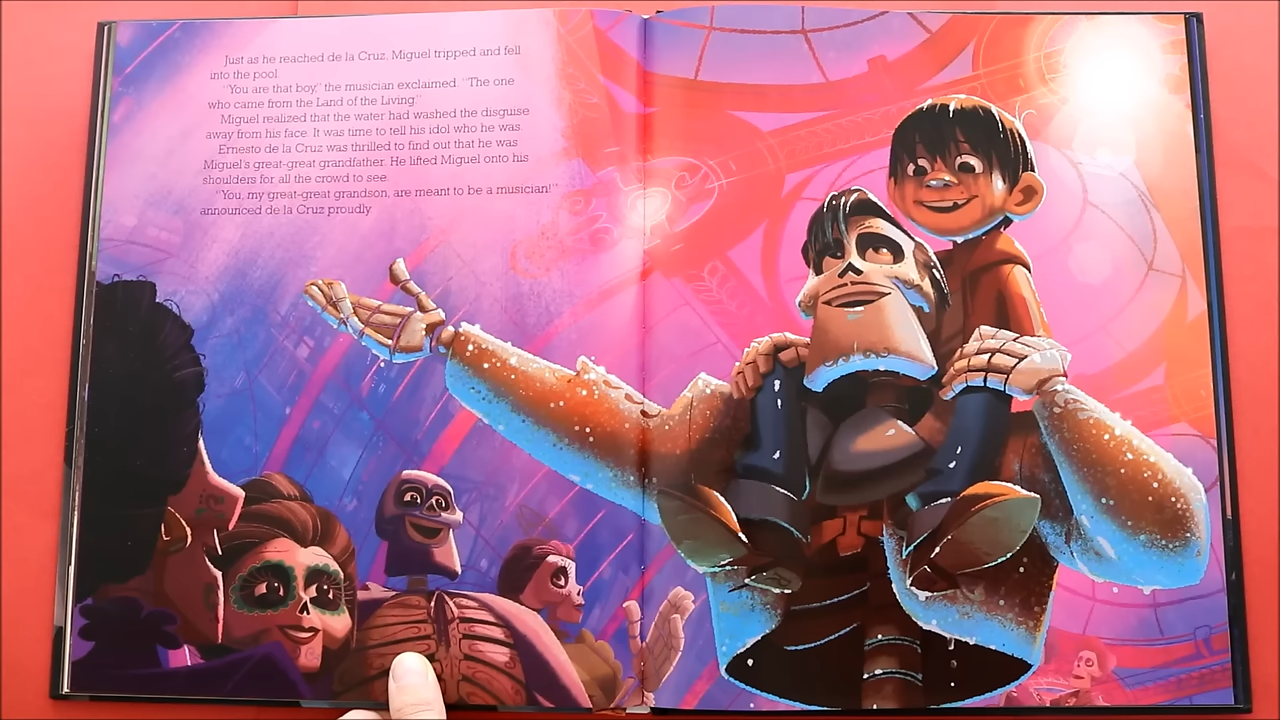 Just as he reached de la Cruz, Miguel tripped and fell
into the pool.
"You are that boy," the musician exclaimed. "The one
who came from the Land of the Living."
Miguel realized that the water had washed the disguise
away from his face. It was time to tell his idol who he was.
Ernesto de la Cruz was thrilled to find out that he was
Miguel's great-great grandfather. He lifted Miguel onto his
shoulders for all the crowd to see.
"You, my great-great grandson, are meant to be a musician!"
announced de la Cruz proudly